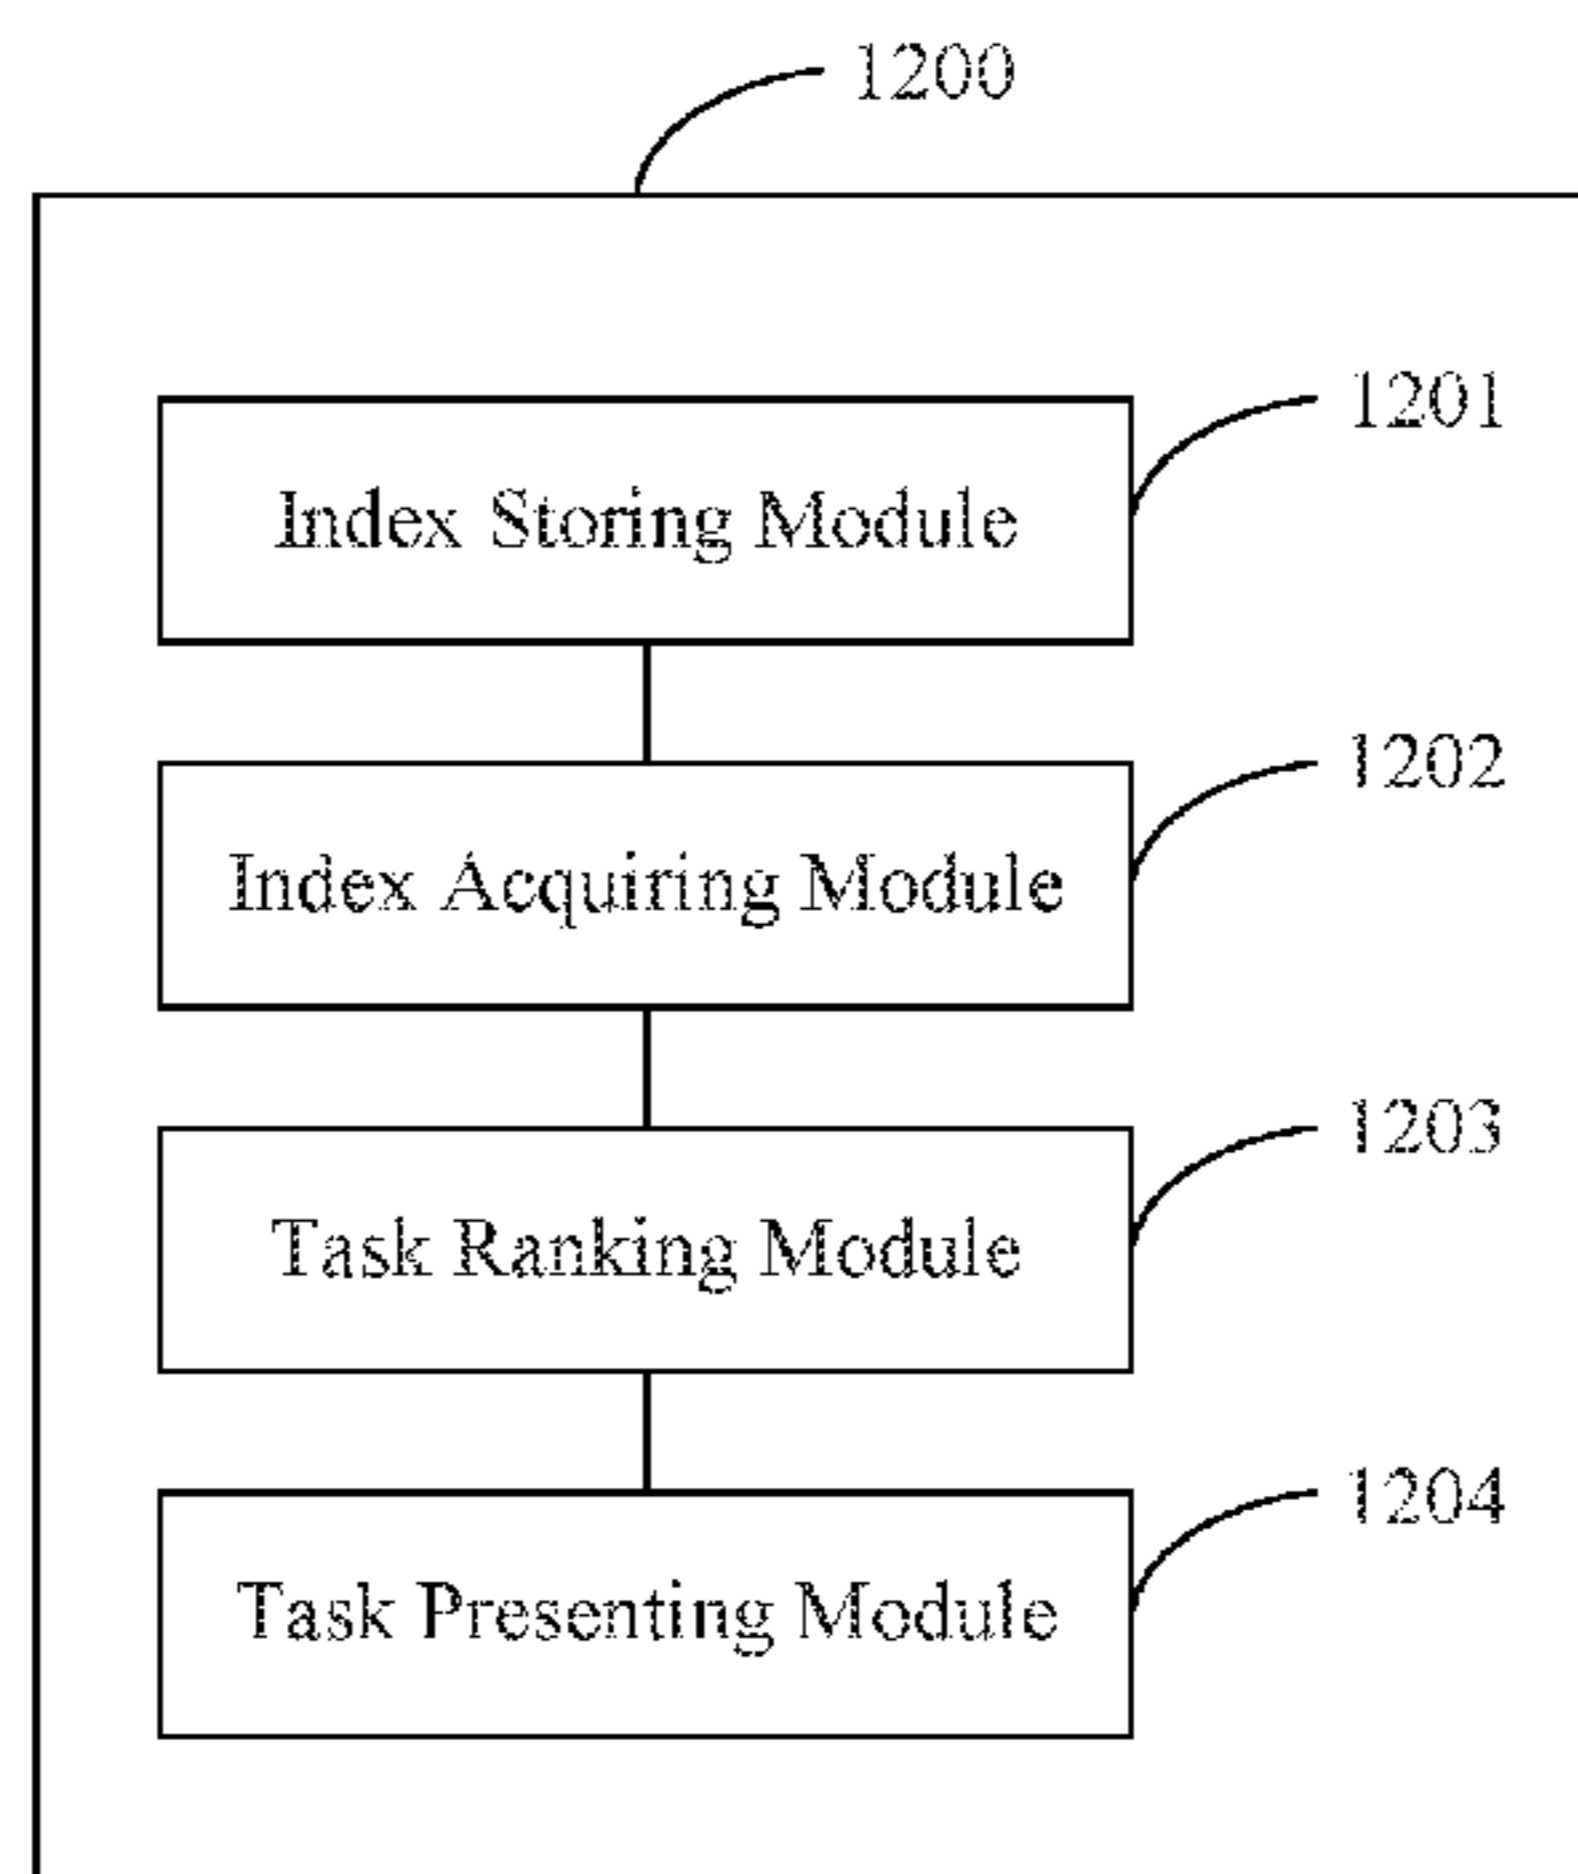 1200
1201
Index Storing Module
1202
Index Acquiring Module
1203
Task Ranking Module
1204
Task Presenting Module